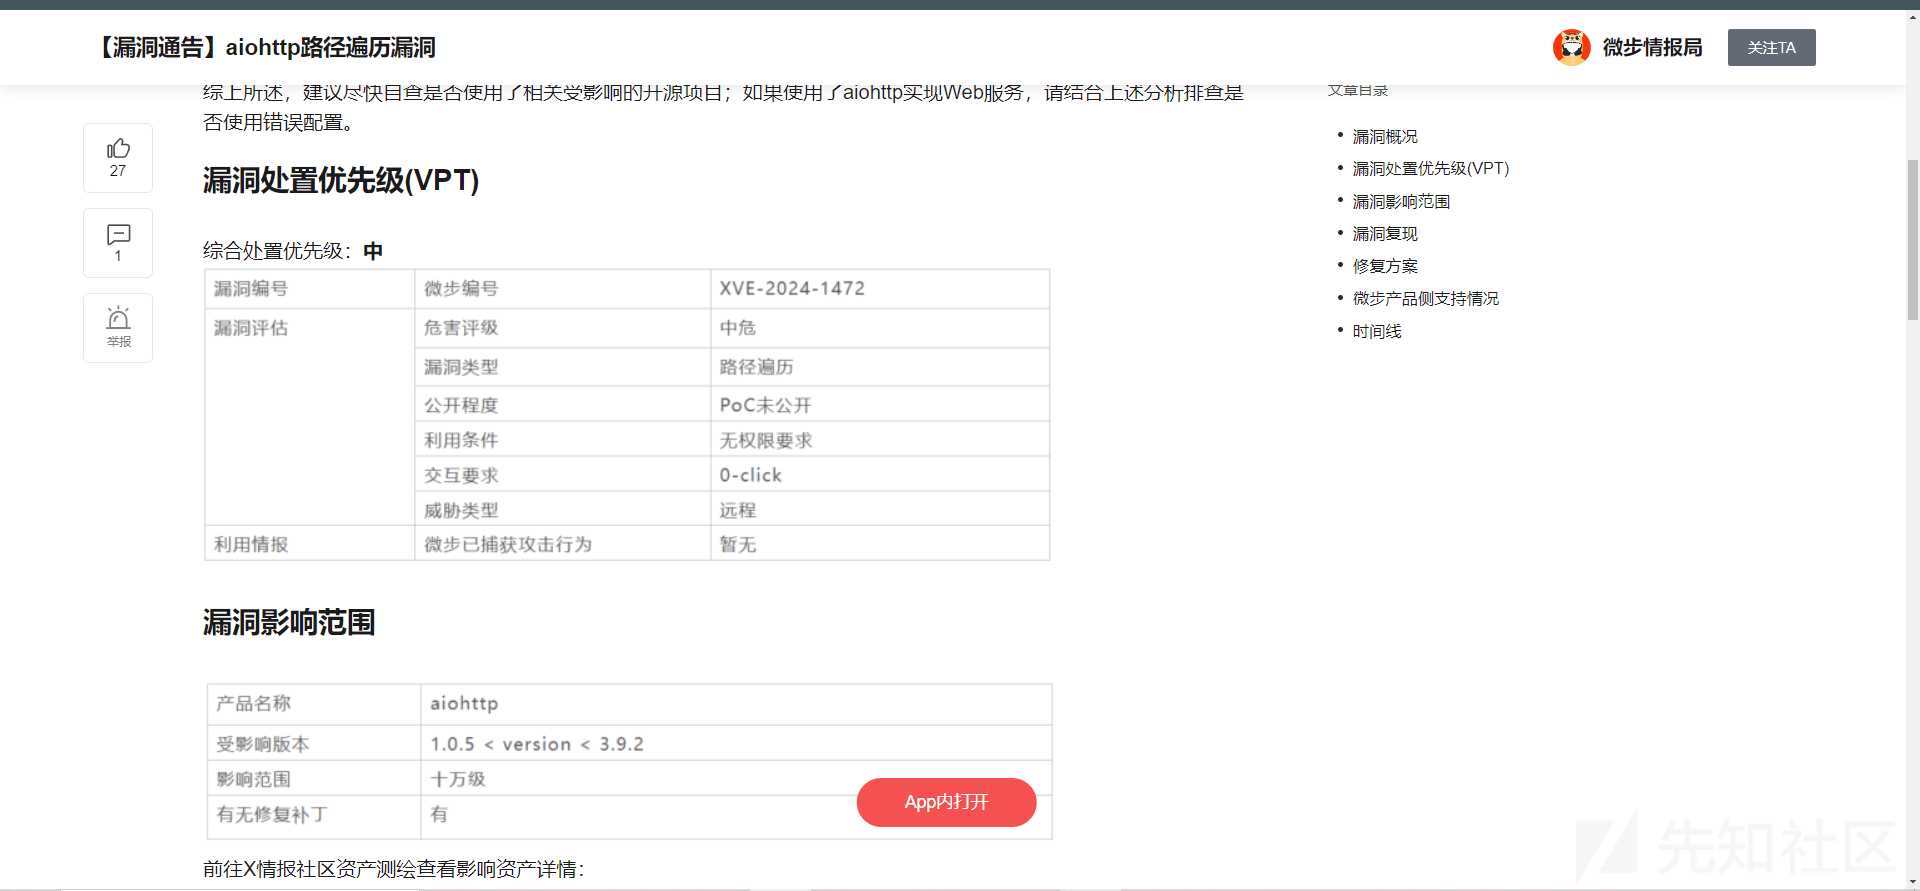 【漏洞通告】aiohttp路径遍历漏洞
微步情报局
关注TA
综上所述，建议尽快自查是否使用了相关受影响的开源项目；如果使用了aiohttp实现Web服务，请结合上述分析排查是
否使用错误配置。
27
1
举报
漏洞处置优先级(VPT)
综合处置优先级：中
漏洞编号 微步编号 XVE-2024-1472
漏洞评估 危害评级 中危
漏洞类型 路径遍历
公开程度 PoC未公开
利用条件 无权限要求
交互要求 0-click
威胁类型 远程
利用情报 微步已捕获攻击行为 暂无
漏洞影响范围
产品名称 aiohttp
受影响版本 1.0.5 < version < 3.9.2
影响范围 十万级
有无修复补丁 有
App内打开
前往X情报社区资产测绘查看影响资产详情：
文章目录
• 漏洞概况
• 漏洞处置优先级(VPT)
• 漏洞影响范围
• 漏洞复现
• 修复方案
• 微步产品侧支持情况
• 时间线
先知社区